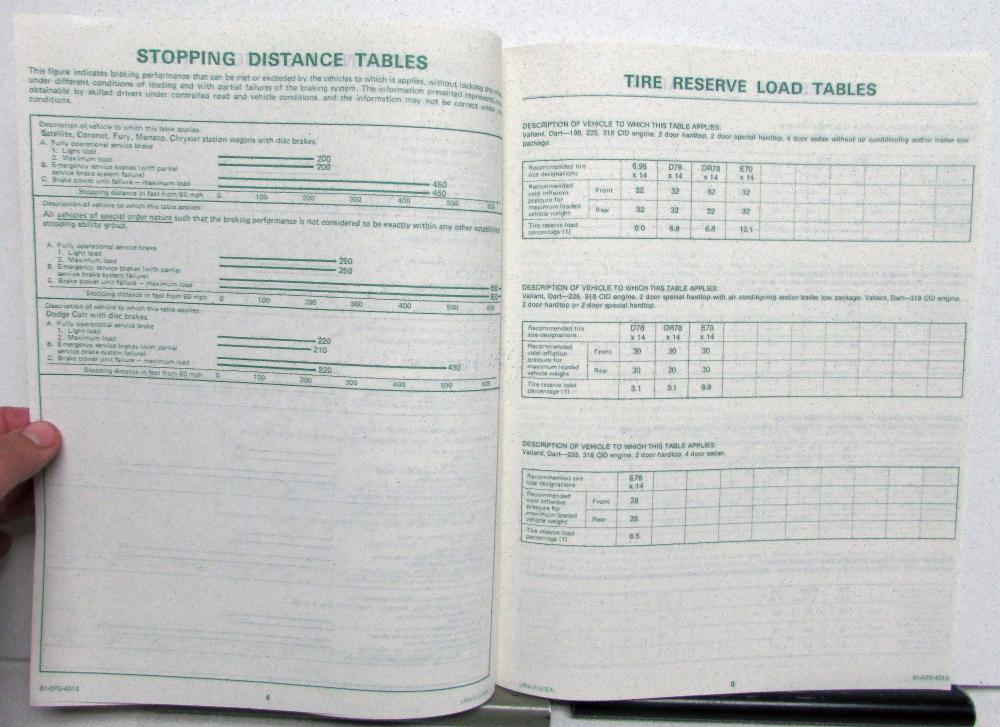 STOPPING DISTANCE TABLES
This figure indicates braking performance that can be met or exceeded by the vehicles to which it applies, without locking the
under different conditions of loading and with partial failures of the braking system. The information presented represents
obtainable by skilled drivers under controlled road and vehicle conditions, and the information may not be correct under
conditions.
Description of vehicle to which this table applies:
Satellite, Coronet, Fury, Monaco, Chrysler station wagons with disc brakes.
A. Fully operational service brake
1. Light load 200
2. Maximum load 200
B. Emergency service brakes (with partial
service brake system failure) 450
C. Brake power unit failure – maximum load 450
Stopping distance in feet from 60 mph 0 100 200 300 400 500 600
Description of vehicle to which this table applies:
All vehicles of special order nature such that the braking performance is not considered to be exactly within any other established
stopping ability group.
A. Fully operational service brake
1. Light load 250
2. Maximum load 250
B. Emergency service brakes (with partial
service brake system failure)
C. Brake power unit failure – maximum load
Stopping distance in feet from 60 mph 0 100 200 300 400 500 600
Description of vehicle to which this table applies:
Dodge Colt with disc brakes.
A. Fully operational service brake
1. Light load 220
2. Maximum load 210
B. Emergency service brakes (with partial
service brake system failure) 430
C. Brake power unit failure – maximum load 220
Stopping distance in feet from 60 mph 0 100 200 300 400 500 600
81-070-4013
4
Litho in U.S.A.
TIRE RESERVE LOAD TABLES
DESCRIPTION OF VEHICLE TO WHICH THIS TABLE APPLIES:
Valiant, Dart—198, 225, 318 CID engine, 2 door hardtop, 2 door special hardtop, 4 door sedan without air conditioning and/or trailer tow
package.
Recommended tire 6.95 D78 DR78 E70
size designations x 14 x 14 x 14 x 14
Recommended
cold inflation Front 32 32 32 32
pressure for
maximum loaded
vehicle weight Rear 32 32 32 32
Tire reserve load
percentage (1) 6.8 6.8 12.1
DESCRIPTION OF VEHICLE TO WHICH THIS TABLE APPLIES:
Valiant, Dart—225, 318 CID engine, 2 door special hardtop with air conditioning and/or trailer tow package. Valiant, Dart—318 CID engine,
2 door hardtop or 2 door special hardtop.
Recommended tire D78 DR78 E70
size designations x 14 x 14 x 14
Recommended
cold inflation Front 30 30 30
pressure for
maximum loaded
vehicle weight Rear 30 30 30
Tire reserve load
percentage (1) 3.1 3.1 8.9
DESCRIPTION OF VEHICLE TO WHICH THIS TABLE APPLIES:
Valiant, Dart—225, 318 CID engine, 2 door hardtop, 4 door sedan.
Recommended tire E78
size designations x 14
Recommended
cold inflation Front 28
pressure for
maximum loaded
vehicle weight Rear 28
Tire reserve load
percentage (1) 8.5
Litho in U.S.A.
5
81-070-4013